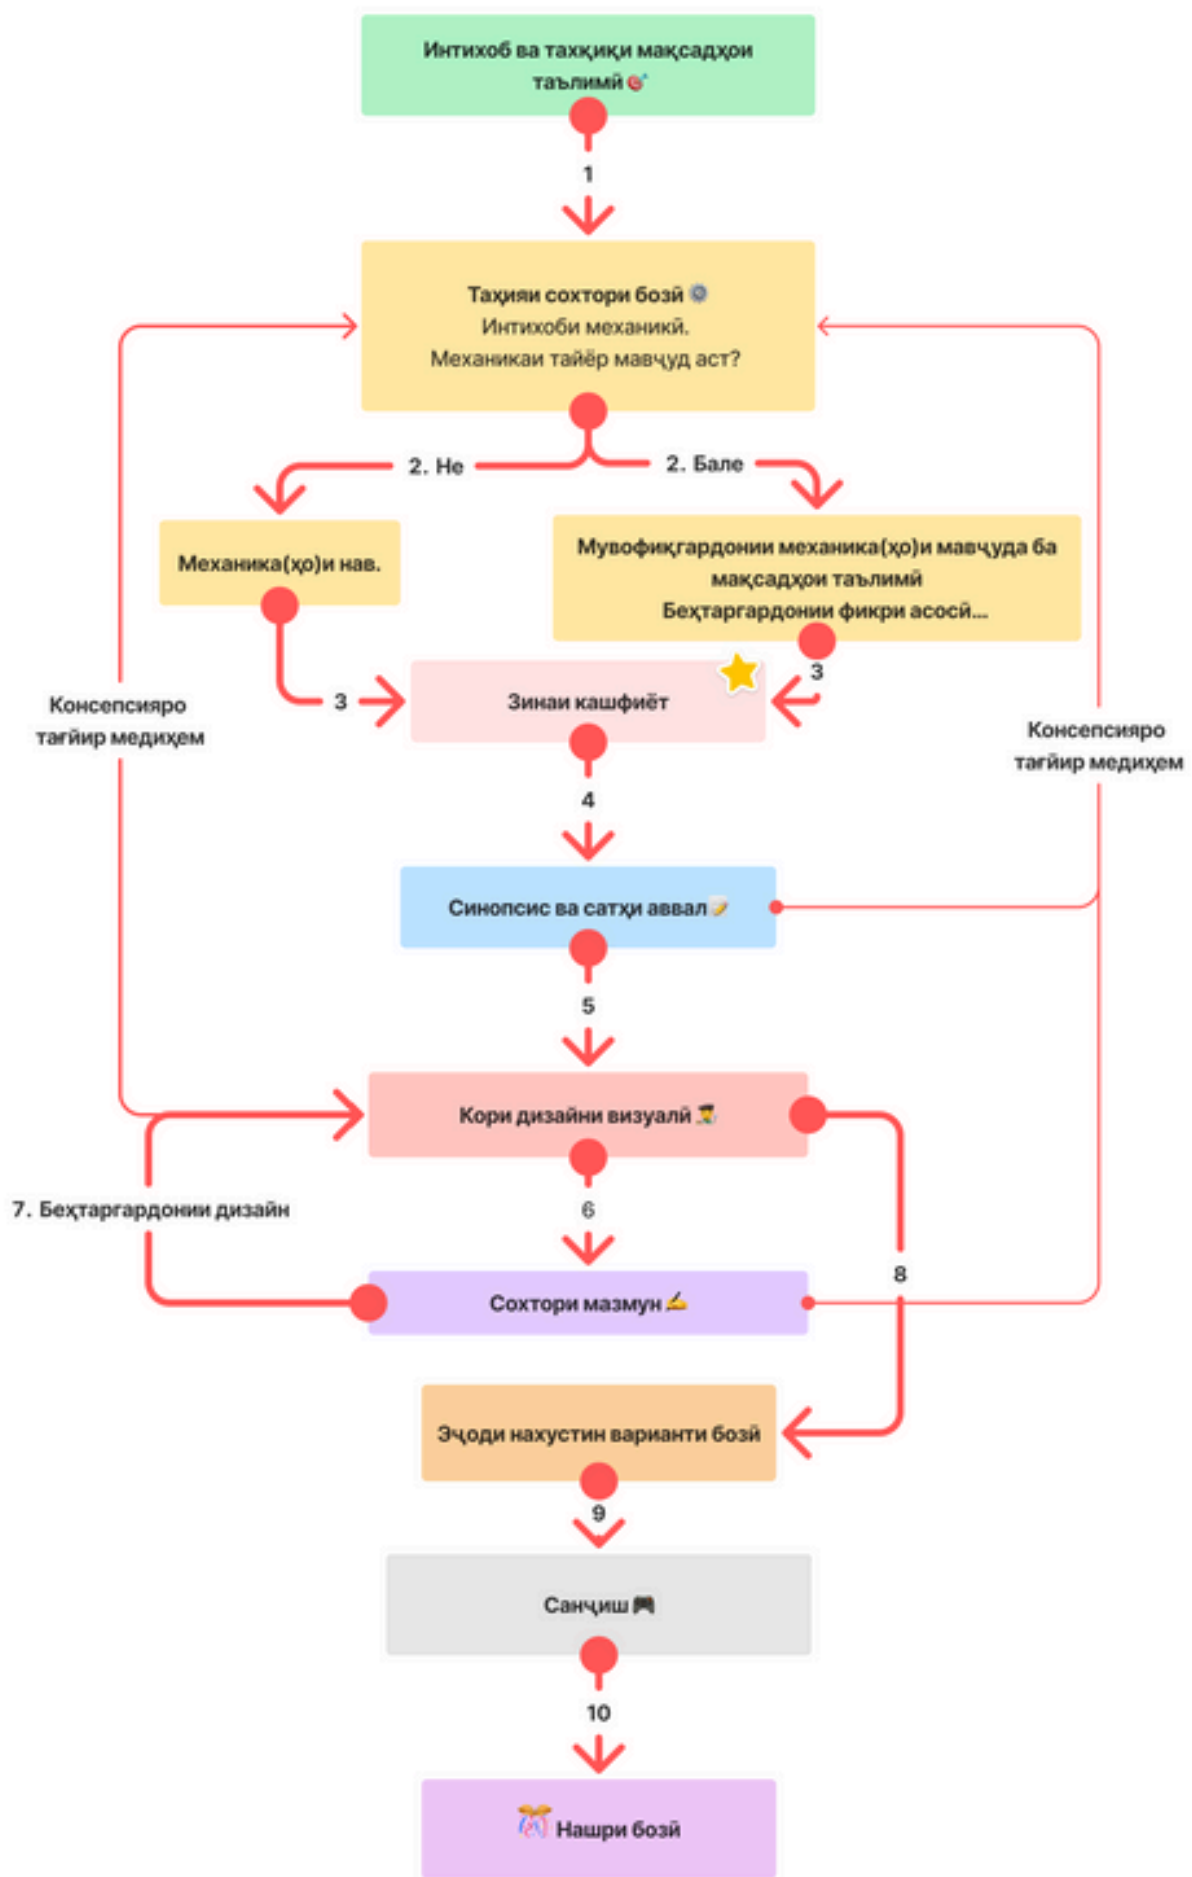 Интихоб ва тахқиқи мақсадҳои
таълимӣ
1
Таҳияи сохтори бозӣ
Интихоби механикӣ.
Механикаи тайёр мавҷуд аст?
2. Не
2. Бале
Механика(ҳо)и нав.
Мувофиқгардонии механика(ҳо)и мавҷуда ба
мақсадҳои таълимӣ
Беҳтаргардонии фикри асосӣ...
3
3
Зинаи кашфиёт
Консепсияро
тағйир медиҳем
Консепсияро
тағйир медиҳем
4
Синопсис ва сатҳи аввал
5
Кори дизайни визуалӣ
7. Беҳтаргардонии дизайн
6
8
Сохтори мазмун
Эҷоди нахустин варианти бозӣ
9
Санҷиш
10
Нашри бозӣ